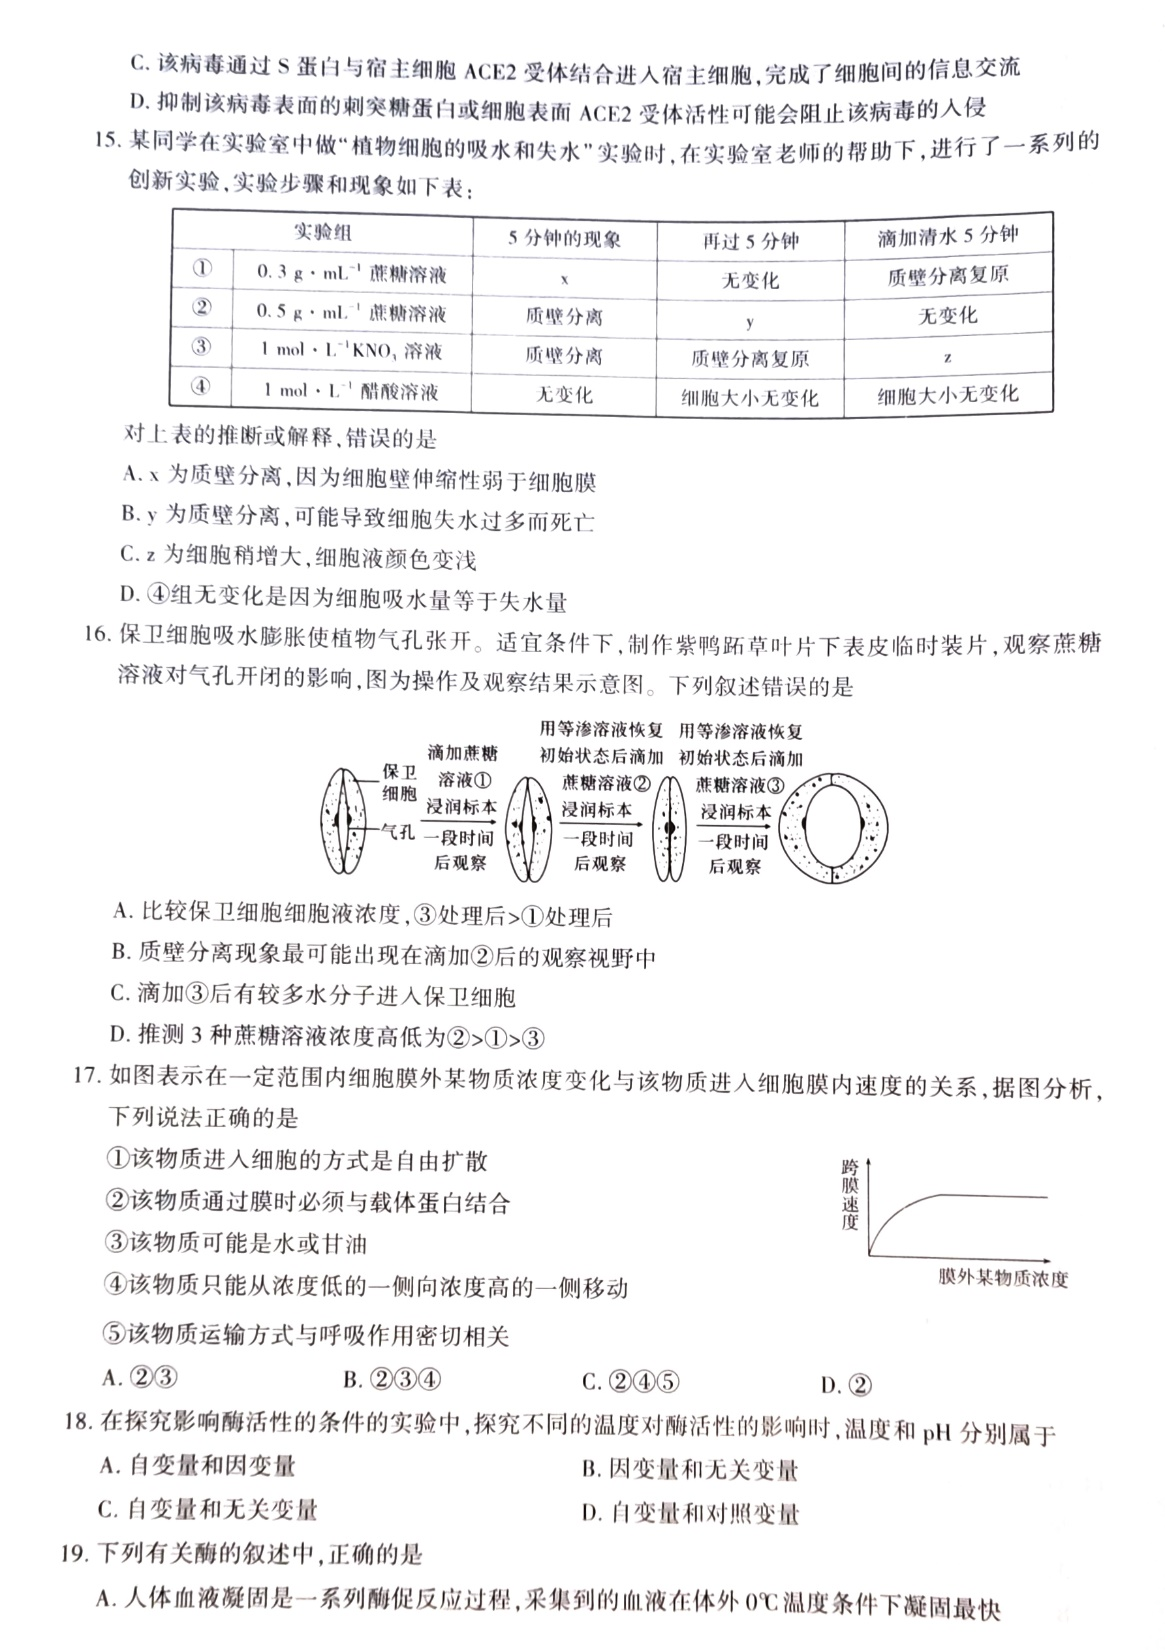 C. 该病毒通过 S 蛋白与宿主细胞 ACE2 受体结合进入宿主细胞,完成了细胞间的信息交流
D. 抑制该病毒表面的刺突糖蛋白或细胞表面 ACE2 受体活性可能会阻止该病毒的入侵
15. 某同学在实验室中做“植物细胞的吸水和失水”实验时,在实验室老师的帮助下,进行了一系列的
创新实验,实验步骤和现象如下表:
实验组 5 分钟的现象 再过 5 分钟 滴加清水 5 分钟
① 0.3 g·mL⁻¹ 蔗糖溶液 x 无变化 质壁分离复原
② 0.5 g·mL⁻¹ 蔗糖溶液 质壁分离 y 无变化
③ 1 mol·L⁻¹KNO₃ 溶液 质壁分离 质壁分离复原 z
④ 1 mol·L⁻¹ 醋酸溶液 无变化 细胞大小无变化 细胞大小无变化
对上表的推断或解释,错误的是
A. x 为质壁分离,因为细胞壁伸缩性弱于细胞膜
B. y 为质壁分离,可能导致细胞失水过多而死亡
C. z 为细胞稍增大,细胞液颜色变浅
D. ④组无变化是因为细胞吸水量等于失水量
16. 保卫细胞吸水膨胀使植物气孔张开。适宜条件下,制作紫鸭跖草叶片下表皮临时装片,观察蔗糖
溶液对气孔开闭的影响,图为操作及观察结果示意图。下列叙述错误的是
保卫
细胞
气孔
滴加蔗糖
溶液①
浸润标本
一段时间
后观察
用等渗溶液恢复
初始状态后滴加
蔗糖溶液②
浸润标本
一段时间
后观察
用等渗溶液恢复
初始状态后滴加
蔗糖溶液③
浸润标本
一段时间
后观察
A. 比较保卫细胞细胞液浓度,③处理后>①处理后
B. 质壁分离现象最可能出现在滴加②后的观察视野中
C. 滴加③后有较多水分子进入保卫细胞
D. 推测 3 种蔗糖溶液浓度高低为②>①>③
17. 如图表示在一定范围内细胞膜外某物质浓度变化与该物质进入细胞膜内速度的关系,据图分析,
下列说法正确的是
①该物质进入细胞的方式是自由扩散
②该物质通过膜时必须与载体蛋白结合
③该物质可能是水或甘油
④该物质只能从浓度低的一侧向浓度高的一侧移动
⑤该物质运输方式与呼吸作用密切相关
跨膜速度
膜外某物质浓度
A. ②③ B. ②③④ C. ②④⑤ D. ②
18. 在探究影响酶活性的条件的实验中,探究不同的温度对酶活性的影响时,温度和 pH 分别属于
A. 自变量和因变量 B. 因变量和无关变量
C. 自变量和无关变量 D. 自变量和对照变量
19. 下列有关酶的叙述中,正确的是
A. 人体血液凝固是一系列酶促反应过程,采集到的血液在体外 0℃温度条件下凝固最快